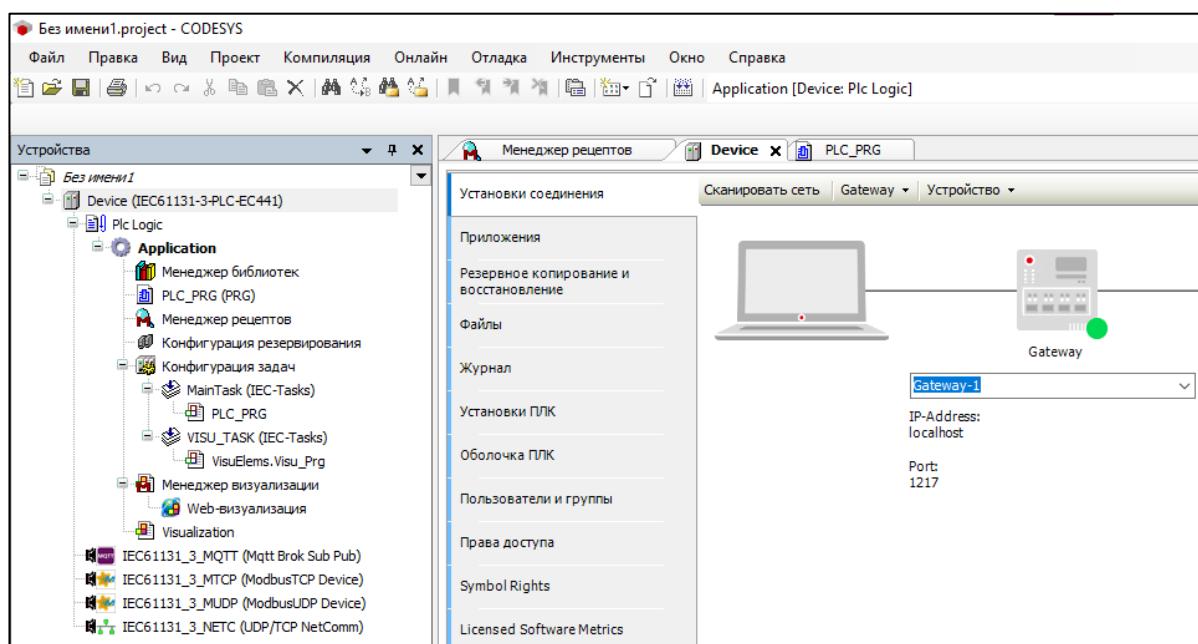 Без имени1.project - CODESYS
Файл Правка Вид Проект Компиляция Онлайн Отладка Инструменты Окно Справка
Application [Device: Plc Logic]
Устройства
Без имени1
Device (IEC61131-3-PLC-EC441)
Plc Logic
Application
Менеджер библиотек
PLC_PRG (PRG)
Менеджер рецептов
Конфигурация резервирования
Конфигурация задач
MainTask (IEC-Tasks)
PLC_PRG
VISU_TASK (IEC-Tasks)
VisuElems.Visu_Prg
Менеджер визуализации
Web-визуализация
Visualization
IEC61131_3_MQTT (Mqtt Brok Sub Pub)
IEC61131_3_MTCP (ModbusTCP Device)
IEC61131_3_MUDP (ModbusUDP Device)
IEC61131_3_NETC (UDP/TCP NetComm)
Менеджер рецептов Device PLC_PRG
Установки соединения
Приложения
Резервное копирование и
восстановление
Файлы
Журнал
Установки ПЛК
Оболочка ПЛК
Пользователи и группы
Права доступа
Symbol Rights
Licensed Software Metrics
Сканировать сеть Gateway Устройство
Gateway
Gateway-1
IP-Address:
localhost
Port:
1217